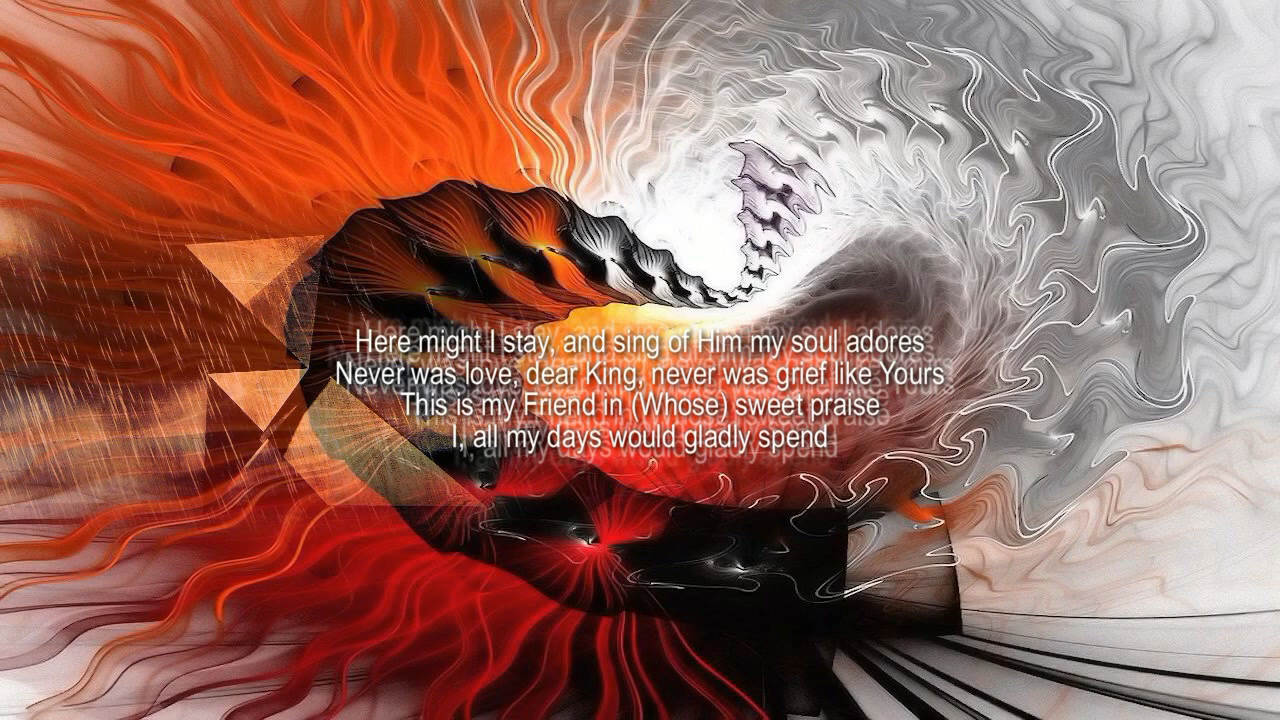 Here might I stay, and sing of Him my soul adores
Never was love, dear King, never was grief like Yours
This is my Friend in (Whose) sweet praise
I, all my days would gladly spend